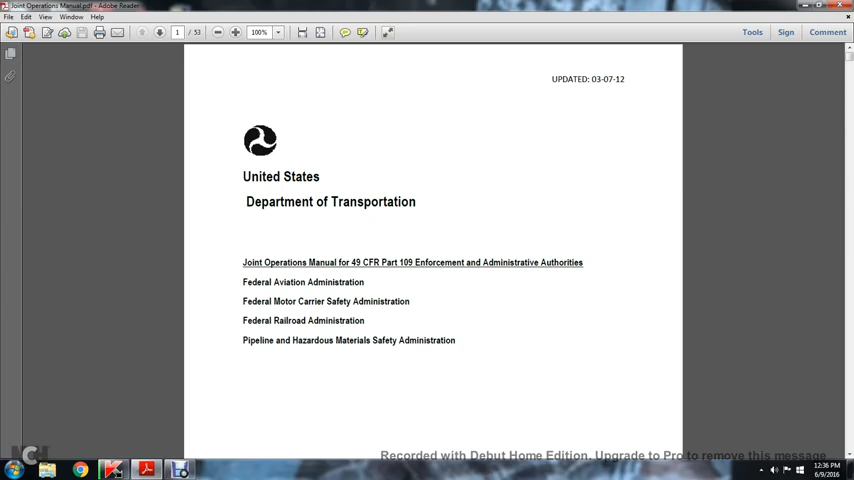 Joint Operations Manual.pdf - Adobe Reader
File Edit View Window Help
1 / 53 100% Tools Sign Comment
UPDATED: 03-07-12
United States
Department of Transportation
Joint Operations Manual for 49 CFR Part 109 Enforcement and Administrative Authorities
Federal Aviation Administration
Federal Motor Carrier Safety Administration
Federal Railroad Administration
Pipeline and Hazardous Materials Safety Administration
NCH
Recorded with Debut Home Edition. Upgrade to Pro to remove this message
12:36 PM
6/9/2016